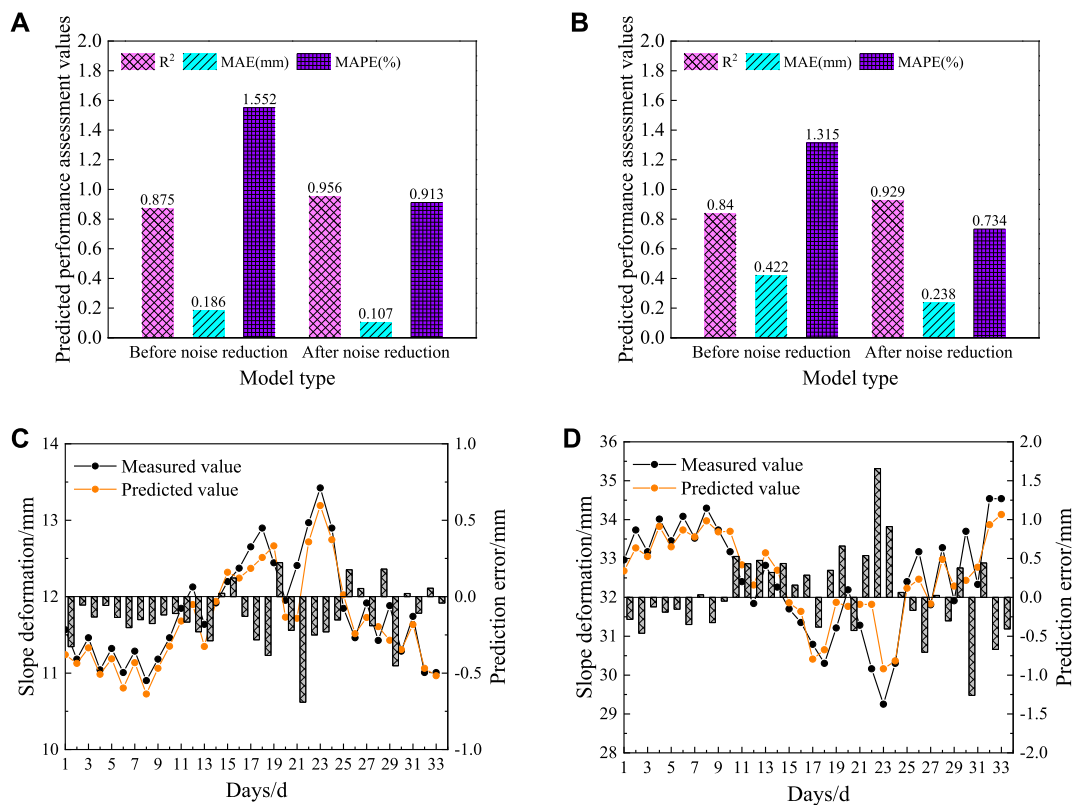 A
Predicted performance assessment values
2.0
1.8
1.6
1.4
1.2
1.0
0.8
0.6
0.4
0.2
0.0
R² MAE(mm) MAPE(%)
0.875
0.186
1.552
0.956
0.107
0.913
Before noise reduction After noise reduction
Model type
B
Predicted performance assessment values
2.0
1.8
1.6
1.4
1.2
1.0
0.8
0.6
0.4
0.2
0.0
R² MAE(mm) MAPE(%)
0.84
0.422
1.315
0.929
0.238
0.734
Before noise reduction After noise reduction
Model type
C
Slope deformation/mm
14
13
12
11
10
Measured value
Predicted value
1.0
0.5
0.0
-0.5
-1.0
Prediction error/mm
1 3 5 7 9 11 13 15 17 19 21 23 25 27 29 31 33
Days/d
D
Slope deformation/mm
36
35
34
33
32
31
30
29
28
Measured value
Predicted value
2.0
1.5
1.0
0.5
0.0
-0.5
-1.0
-1.5
-2.0
Prediction error/mm
1 3 5 7 9 11 13 15 17 19 21 23 25 27 29 31 33
Days/d